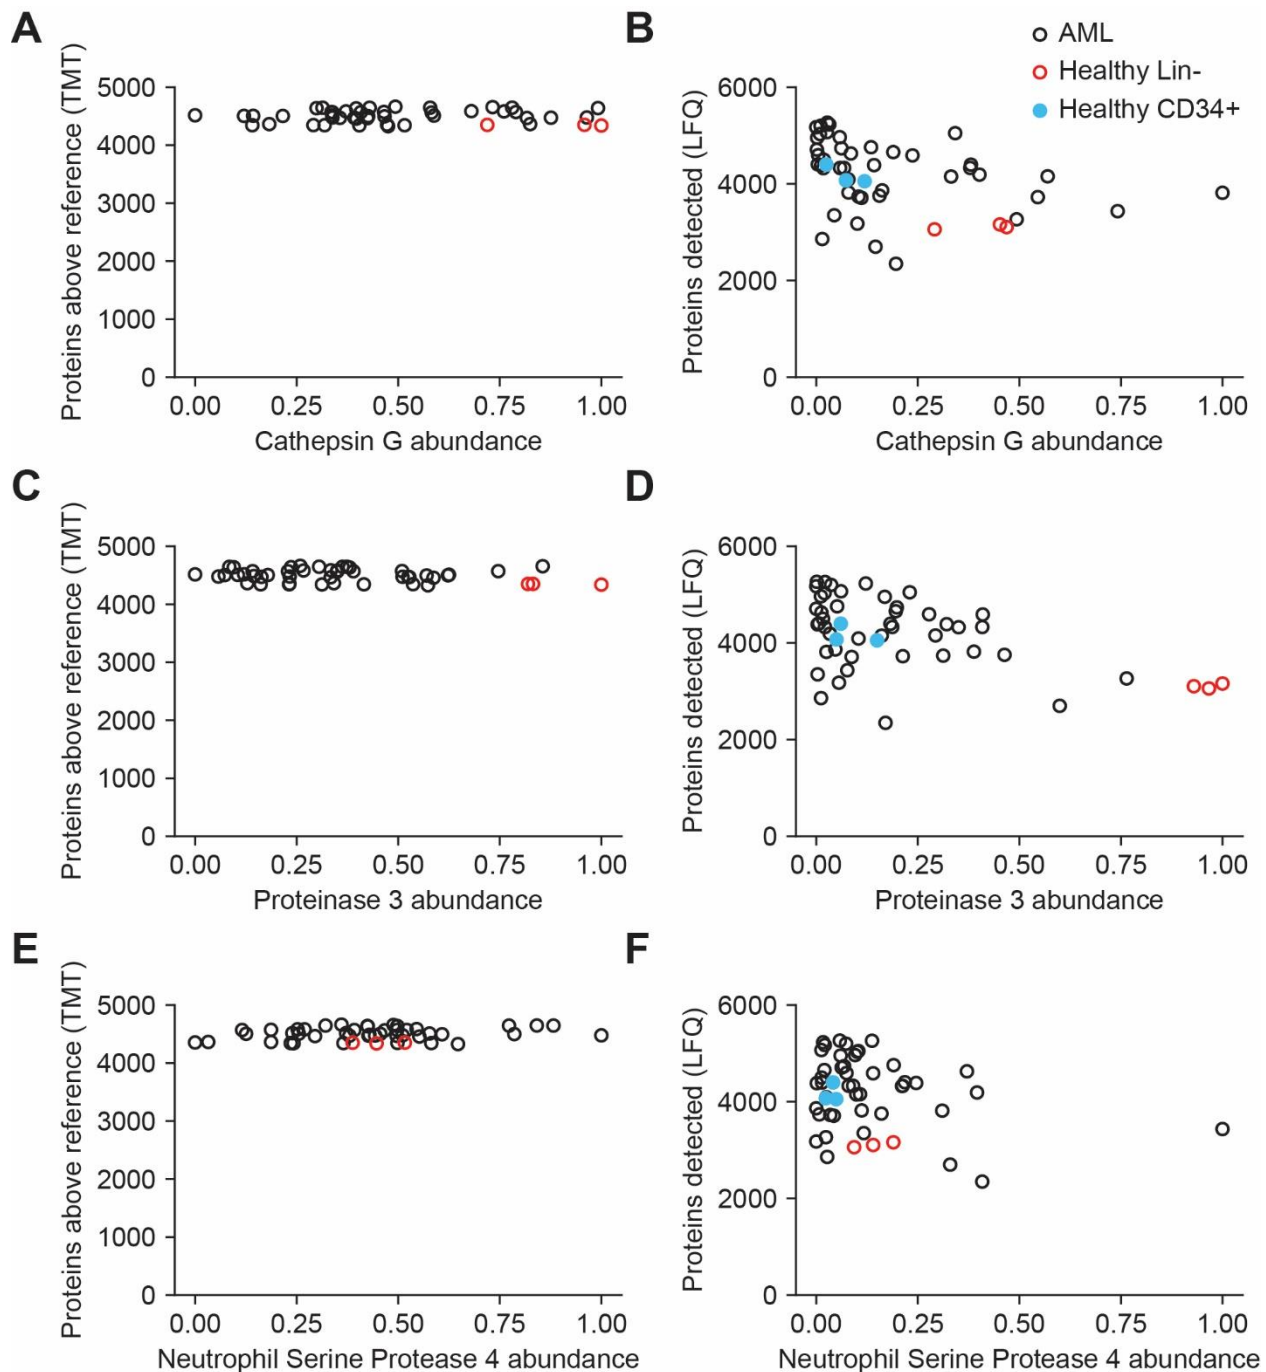 A
Proteins above reference (TMT)
5000
4000
3000
2000
1000
0
0.00 0.25 0.50 0.75 1.00
Cathepsin G abundance
B
AML
Healthy Lin-
Healthy CD34+
Proteins detected (LFQ)
6000
4000
2000
0
0.00 0.25 0.50 0.75 1.00
Cathepsin G abundance
C
Proteins above reference (TMT)
5000
4000
3000
2000
1000
0
0.00 0.25 0.50 0.75 1.00
Proteinase 3 abundance
D
Proteins detected (LFQ)
6000
4000
2000
0
0.00 0.25 0.50 0.75 1.00
Proteinase 3 abundance
E
Proteins above reference (TMT)
5000
4000
3000
2000
1000
0
0.00 0.25 0.50 0.75 1.00
Neutrophil Serine Protease 4 abundance
F
Proteins detected (LFQ)
6000
4000
2000
0
0.00 0.25 0.50 0.75 1.00
Neutrophil Serine Protease 4 abundance